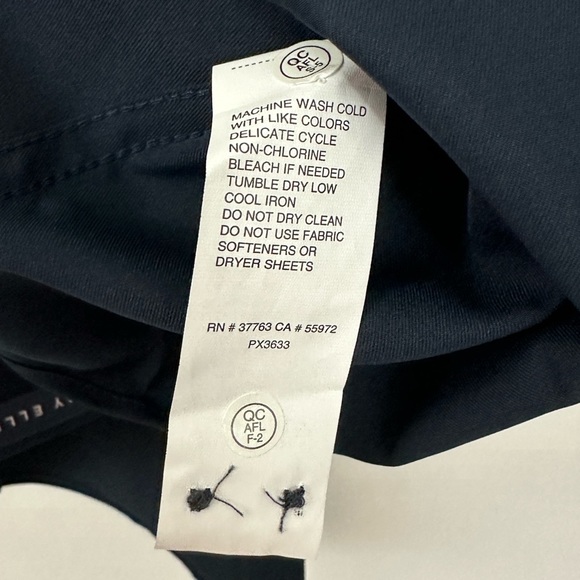 QC
AFL
S-5
MACHINE WASH COLD
WITH LIKE COLORS
DELICATE CYCLE
NON-CHLORINE
BLEACH IF NEEDED
TUMBLE DRY LOW
COOL IRON
DO NOT DRY CLEAN
DO NOT USE FABRIC
SOFTENERS OR
DRYER SHEETS
RN # 37763 CA # 55972
PX3633
QC
AFL
F-2